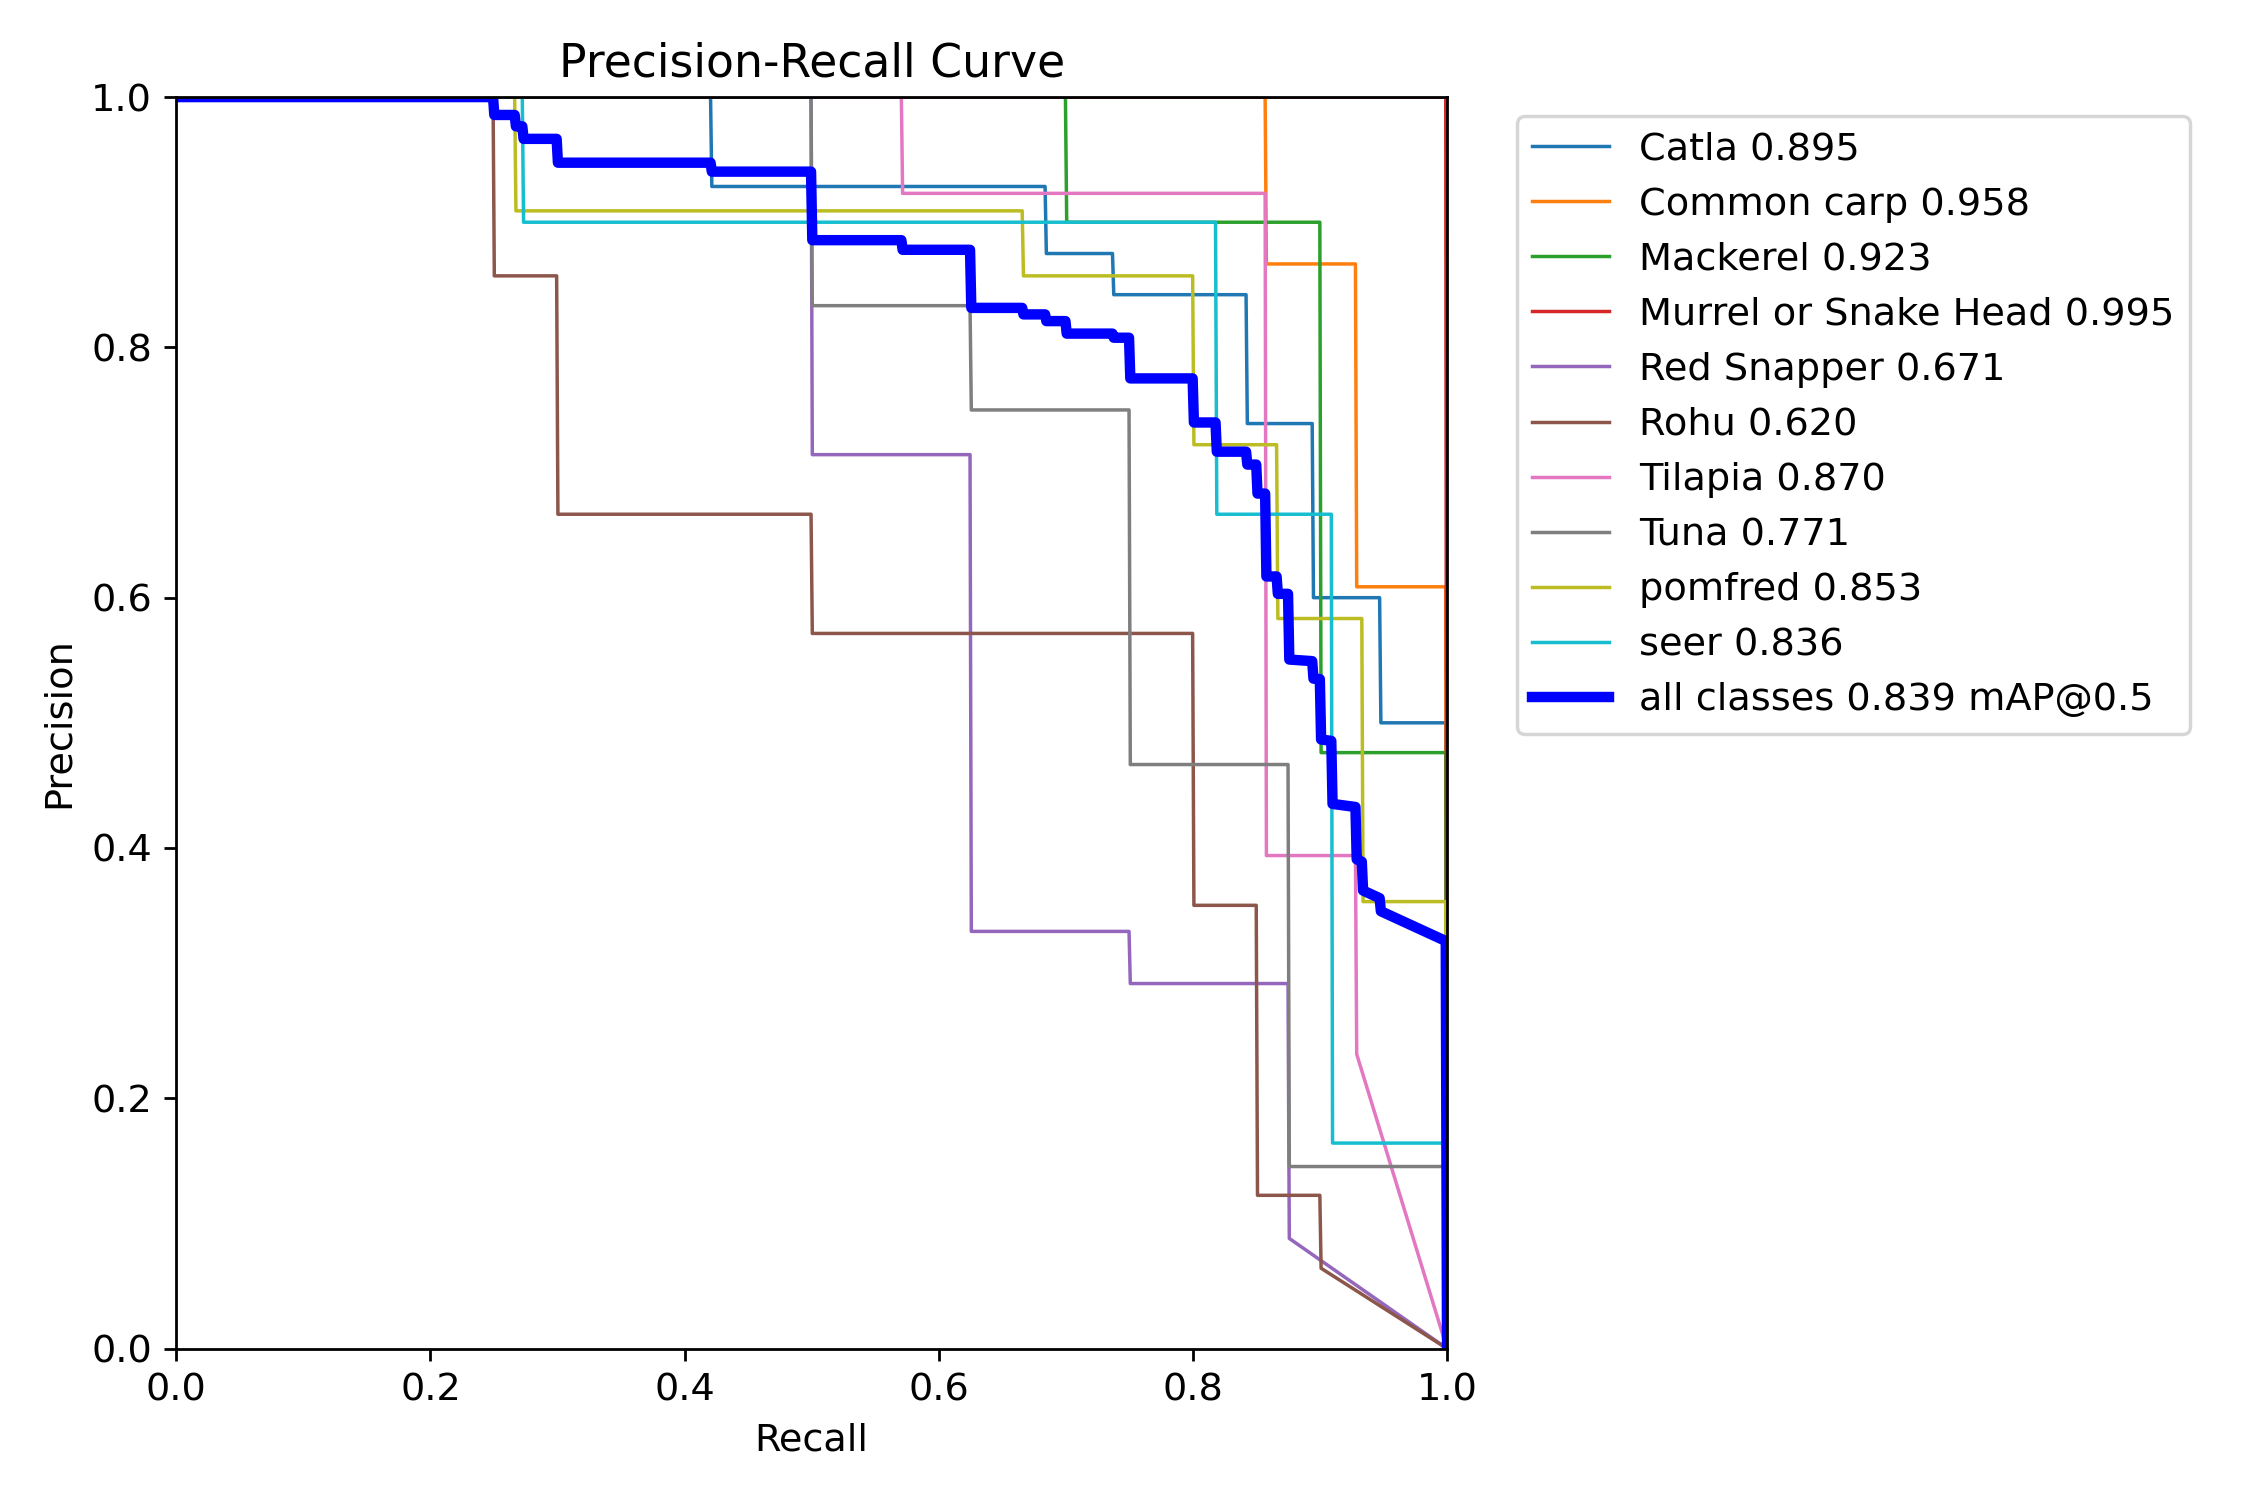 Precision-Recall Curve
1.0
0.8
0.6
0.4
0.2
0.0
Precision
0.0 0.2 0.4 0.6 0.8 1.0
Recall
Catla 0.895
Common carp 0.958
Mackerel 0.923
Murrel or Snake Head 0.995
Red Snapper 0.671
Rohu 0.620
Tilapia 0.870
Tuna 0.771
pomfred 0.853
seer 0.836
all classes 0.839 mAP@0.5